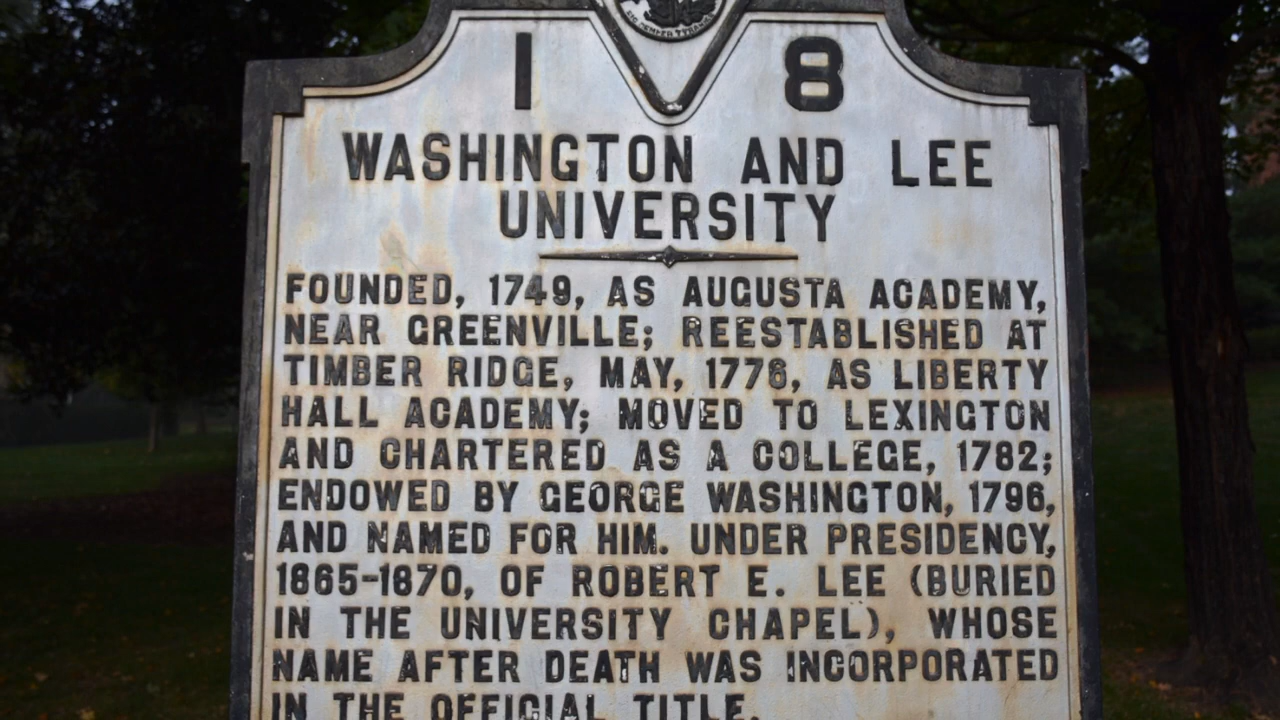 SIC SEMPER TYRANNIS
I 8
WASHINGTON AND LEE
UNIVERSITY
FOUNDED, 1749, AS AUGUSTA ACADEMY,
NEAR GREENVILLE; REESTABLISHED AT
TIMBER RIDGE, MAY, 1776, AS LIBERTY
HALL ACADEMY; MOVED TO LEXINGTON
AND CHARTERED AS A COLLEGE, 1782;
ENDOWED BY GEORGE WASHINGTON, 1796,
AND NAMED FOR HIM. UNDER PRESIDENCY,
1865-1870, OF ROBERT E. LEE (BURIED
IN THE UNIVERSITY CHAPEL), WHOSE
NAME AFTER DEATH WAS INCORPORATED
IN THE OFFICIAL TITLE.